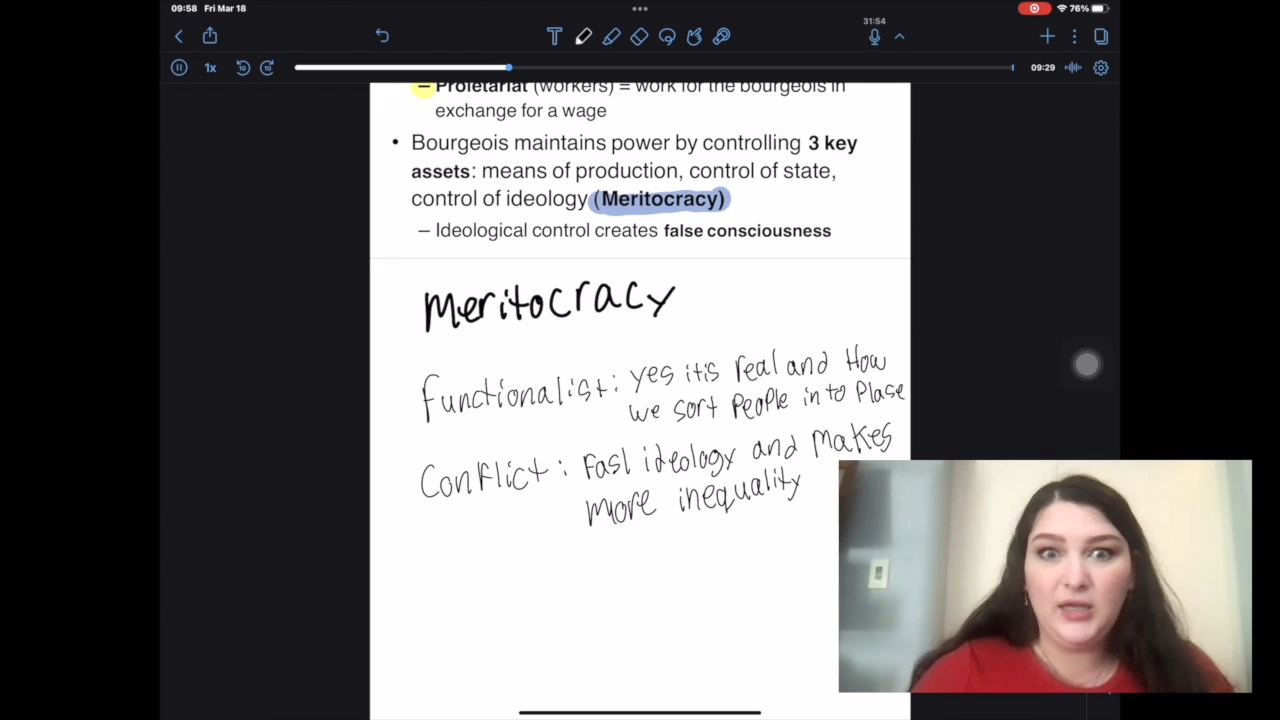 09:58 Fri Mar 18
76%
31:54
1x
10
10
09:29
– Proletariat (workers) = work for the bourgeois in
exchange for a wage
• Bourgeois maintains power by controlling 3 key
assets: means of production, control of state,
control of ideology (Meritocracy)
– Ideological control creates false consciousness
Meritocracy
Functionalist: yes it is real and How
we sort People in to Plase
Conflict: Fasl ideology and Makes
more inequality